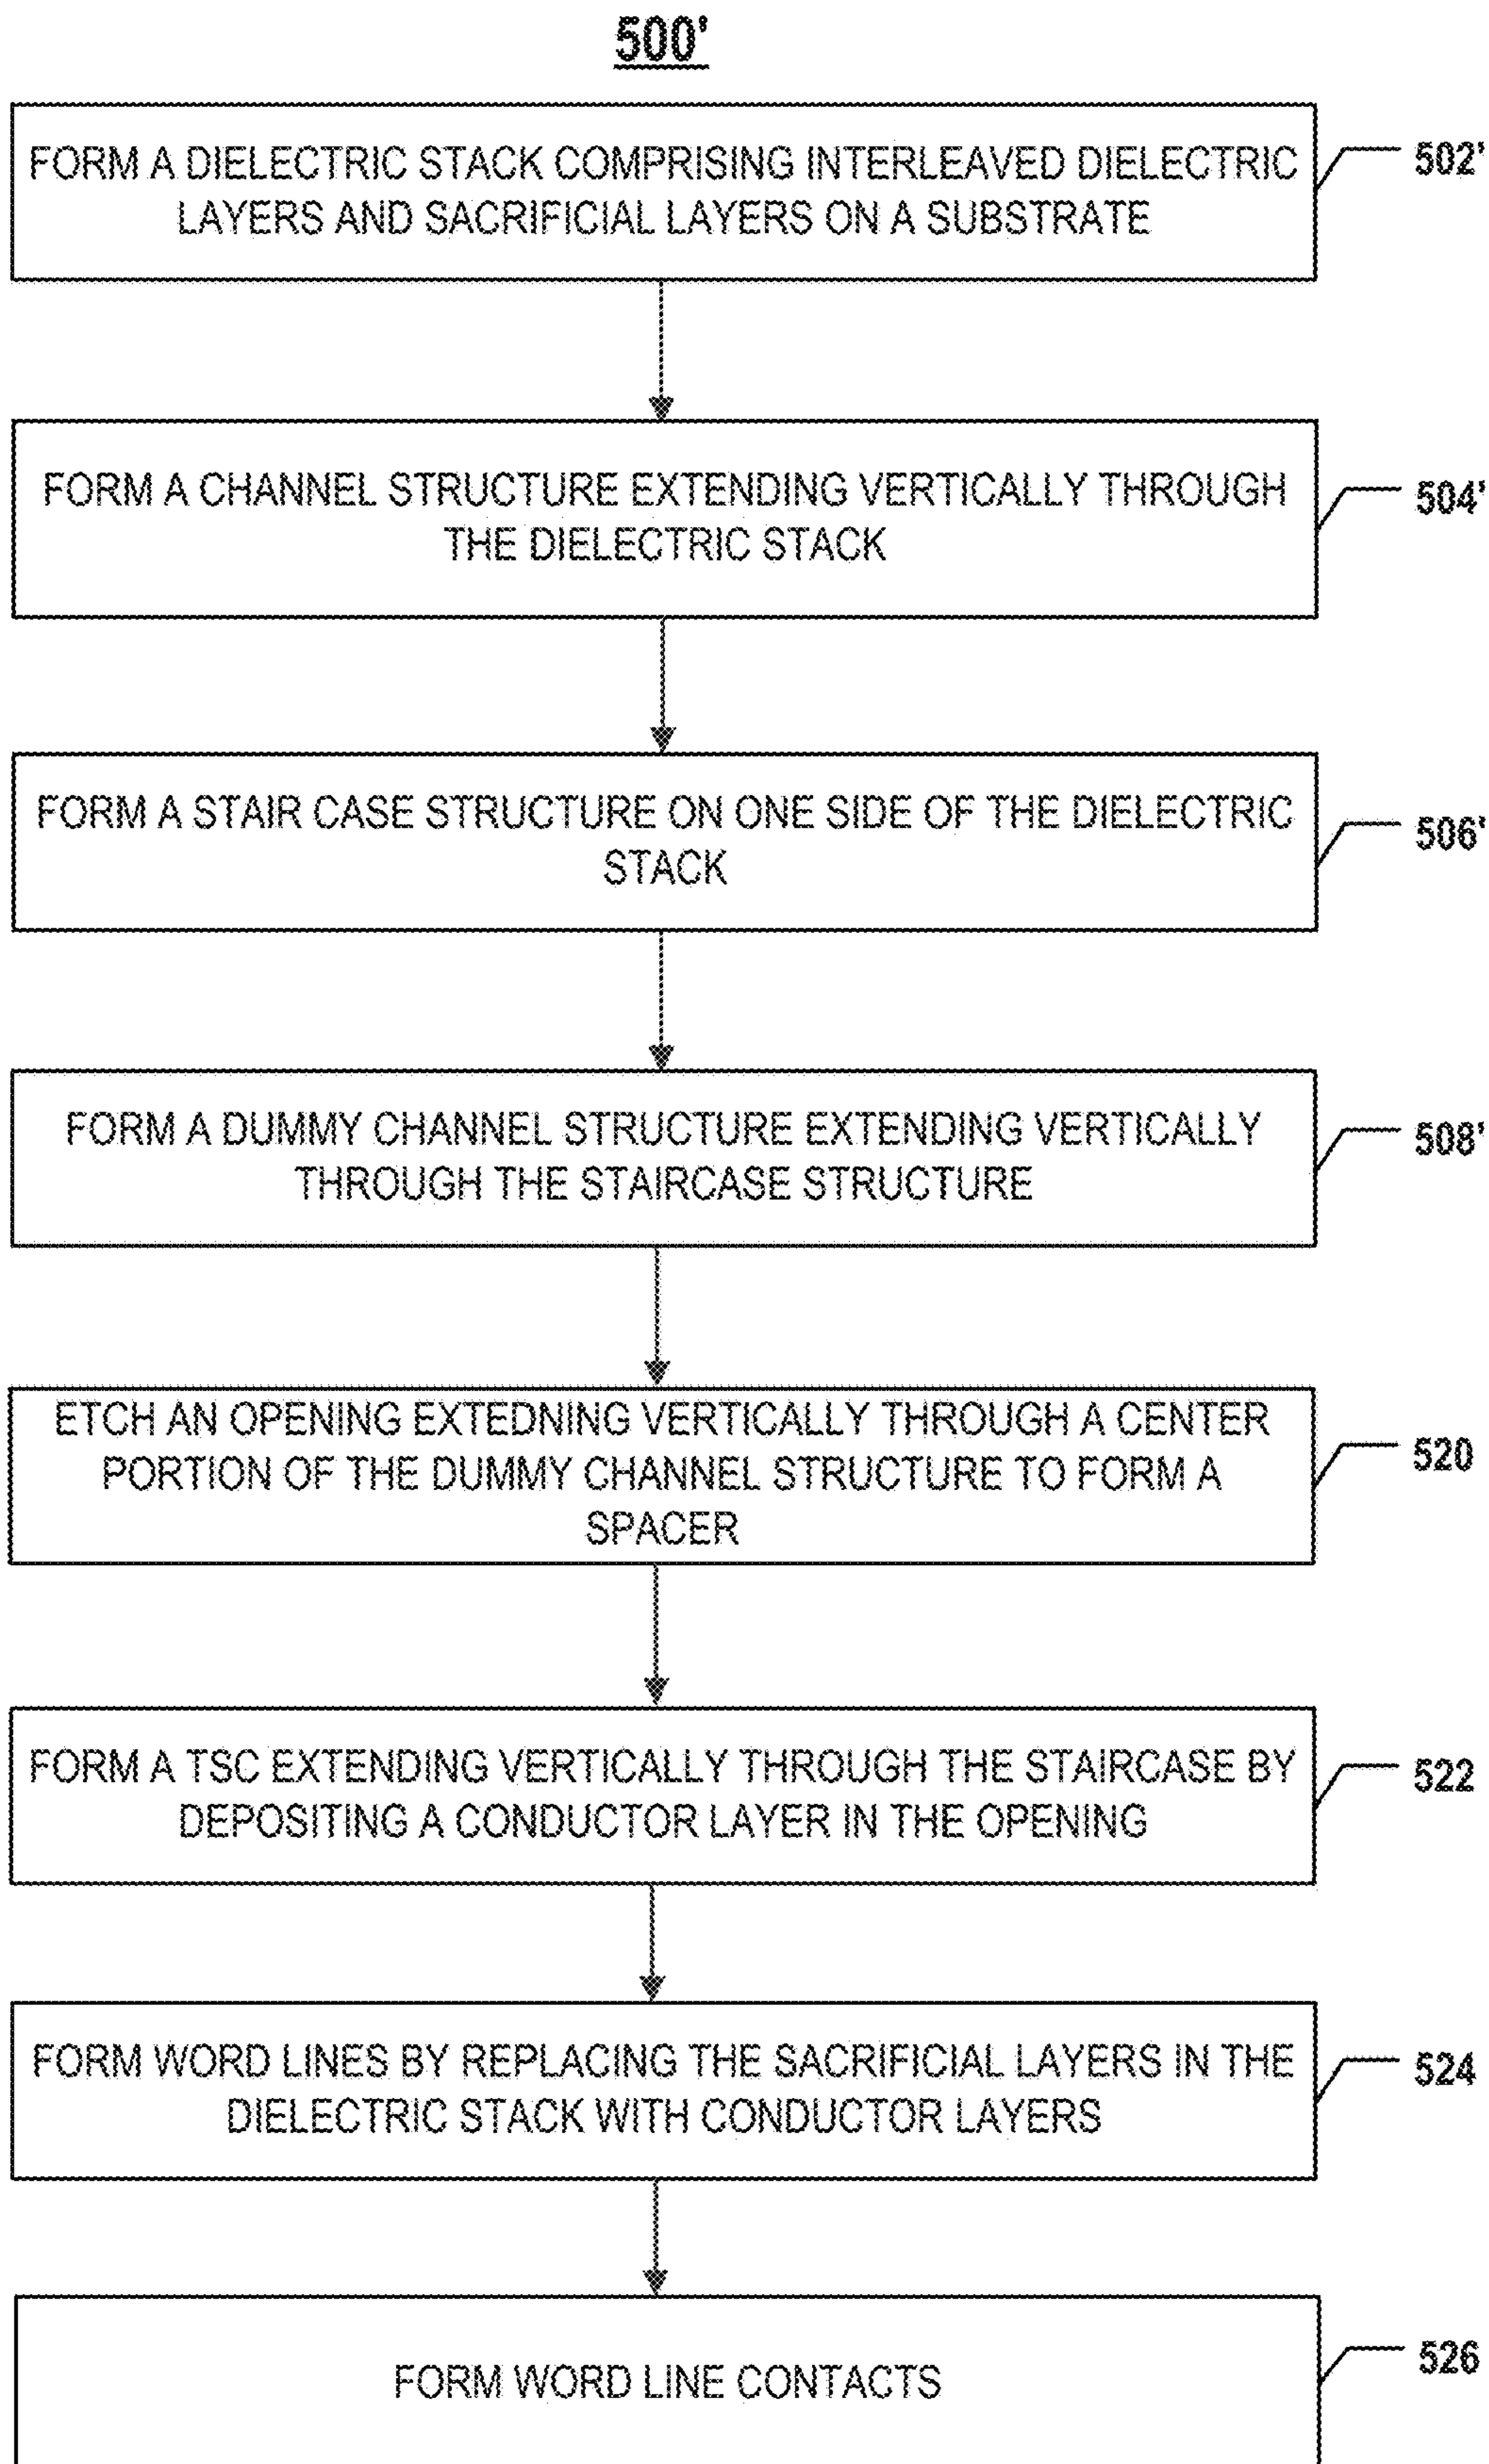 500'
FORM A DIELECTRIC STACK COMPRISING INTERLEAVED DIELECTRIC
LAYERS AND SACRIFICIAL LAYERS ON A SUBSTRATE
502'
FORM A CHANNEL STRUCTURE EXTENDING VERTICALLY THROUGH
THE DIELECTRIC STACK
504'
FORM A STAIR CASE STRUCTURE ON ONE SIDE OF THE DIELECTRIC
STACK
506'
FORM A DUMMY CHANNEL STRUCTURE EXTENDING VERTICALLY
THROUGH THE STAIRCASE STRUCTURE
508'
ETCH AN OPENING EXTEDNING VERTICALLY THROUGH A CENTER
PORTION OF THE DUMMY CHANNEL STRUCTURE TO FORM A
SPACER
520
FORM A TSC EXTENDING VERTICALLY THROUGH THE STAIRCASE BY
DEPOSITING A CONDUCTOR LAYER IN THE OPENING
522
FORM WORD LINES BY REPLACING THE SACRIFICIAL LAYERS IN THE
DIELECTRIC STACK WITH CONDUCTOR LAYERS
524
FORM WORD LINE CONTACTS
526